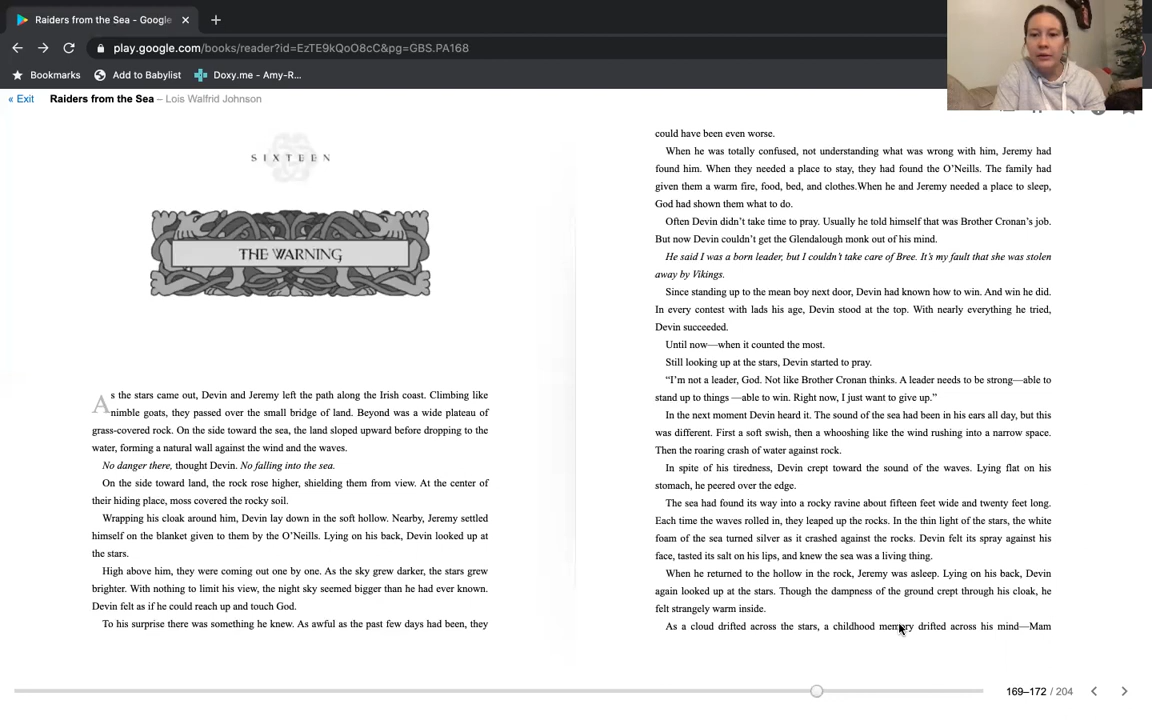 Raiders from the Sea - Google
play.google.com/books/reader?id=EzTE9kQoO8cC&pg=GBS.PA168
Bookmarks Add to Babylist Doxy.me - Amy-R...
« Exit Raiders from the Sea – Lois Walfrid Johnson
SIXTEEN
THE WARNING
As the stars came out, Devin and Jeremy left the path along the Irish coast. Climbing like
nimble goats, they passed over the small bridge of land. Beyond was a wide plateau of
grass-covered rock. On the side toward the sea, the land sloped upward before dropping to the
water, forming a natural wall against the wind and the waves.
No danger there, thought Devin. No falling into the sea.
On the side toward land, the rock rose higher, shielding them from view. At the center of
their hiding place, moss covered the rocky soil.
Wrapping his cloak around him, Devin lay down in the soft hollow. Nearby, Jeremy settled
himself on the blanket given to them by the O'Neills. Lying on his back, Devin looked up at
the stars.
High above him, they were coming out one by one. As the sky grew darker, the stars grew
brighter. With nothing to limit his view, the night sky seemed bigger than he had ever known.
Devin felt as if he could reach up and touch God.
To his surprise there was something he knew. As awful as the past few days had been, they
could have been even worse.
When he was totally confused, not understanding what was wrong with him, Jeremy had
found him. When they needed a place to stay, they had found the O'Neills. The family had
given them a warm fire, food, bed, and clothes.When he and Jeremy needed a place to sleep,
God had shown them what to do.
Often Devin didn't take time to pray. Usually he told himself that was Brother Cronan's job.
But now Devin couldn't get the Glendalough monk out of his mind.
He said I was a born leader, but I couldn't take care of Bree. It's my fault that she was stolen
away by Vikings.
Since standing up to the mean boy next door, Devin had known how to win. And win he did.
In every contest with lads his age, Devin stood at the top. With nearly everything he tried,
Devin succeeded.
Until now—when it counted the most.
Still looking up at the stars, Devin started to pray.
“I'm not a leader, God. Not like Brother Cronan thinks. A leader needs to be strong—able to
stand up to things —able to win. Right now, I just want to give up.”
In the next moment Devin heard it. The sound of the sea had been in his ears all day, but this
was different. First a soft swish, then a whooshing like the wind rushing into a narrow space.
Then the roaring crash of water against rock.
In spite of his tiredness, Devin crept toward the sound of the waves. Lying flat on his
stomach, he peered over the edge.
The sea had found its way into a rocky ravine about fifteen feet wide and twenty feet long.
Each time the waves rolled in, they leaped up the rocks. In the thin light of the stars, the white
foam of the sea turned silver as it crashed against the rocks. Devin felt its spray against his
face, tasted its salt on his lips, and knew the sea was a living thing.
When he returned to the hollow in the rock, Jeremy was asleep. Lying on his back, Devin
again looked up at the stars. Though the dampness of the ground crept through his cloak, he
felt strangely warm inside.
As a cloud drifted across the stars, a childhood memory drifted across his mind—Mam
169–172 / 204